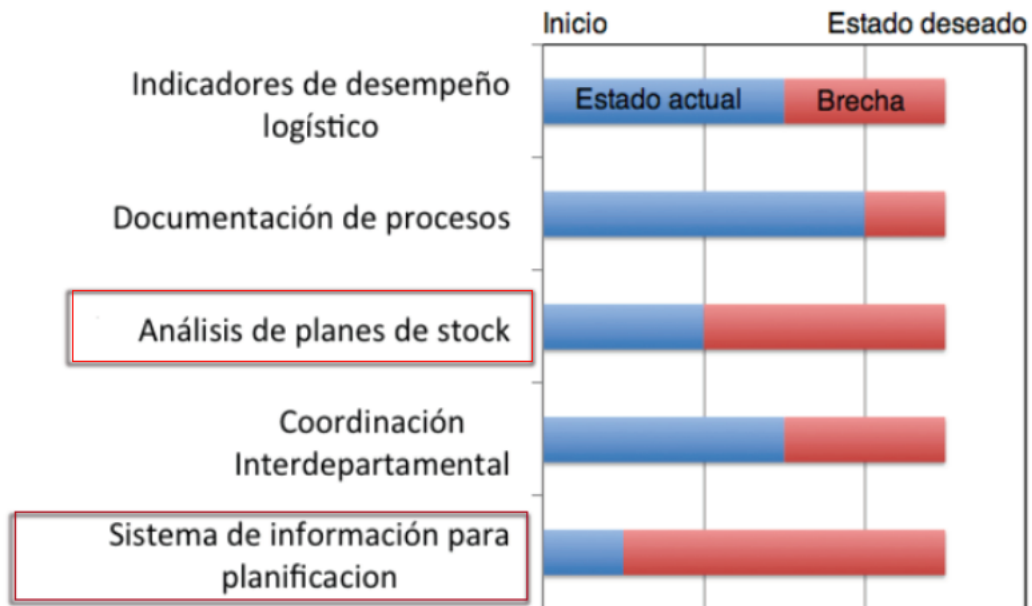 Inicio Estado deseado
Indicadores de desempeño
logístico
Estado actual Brecha
Documentación de procesos
Análisis de planes de stock
Coordinación
Interdepartamental
Sistema de información para
planificacion